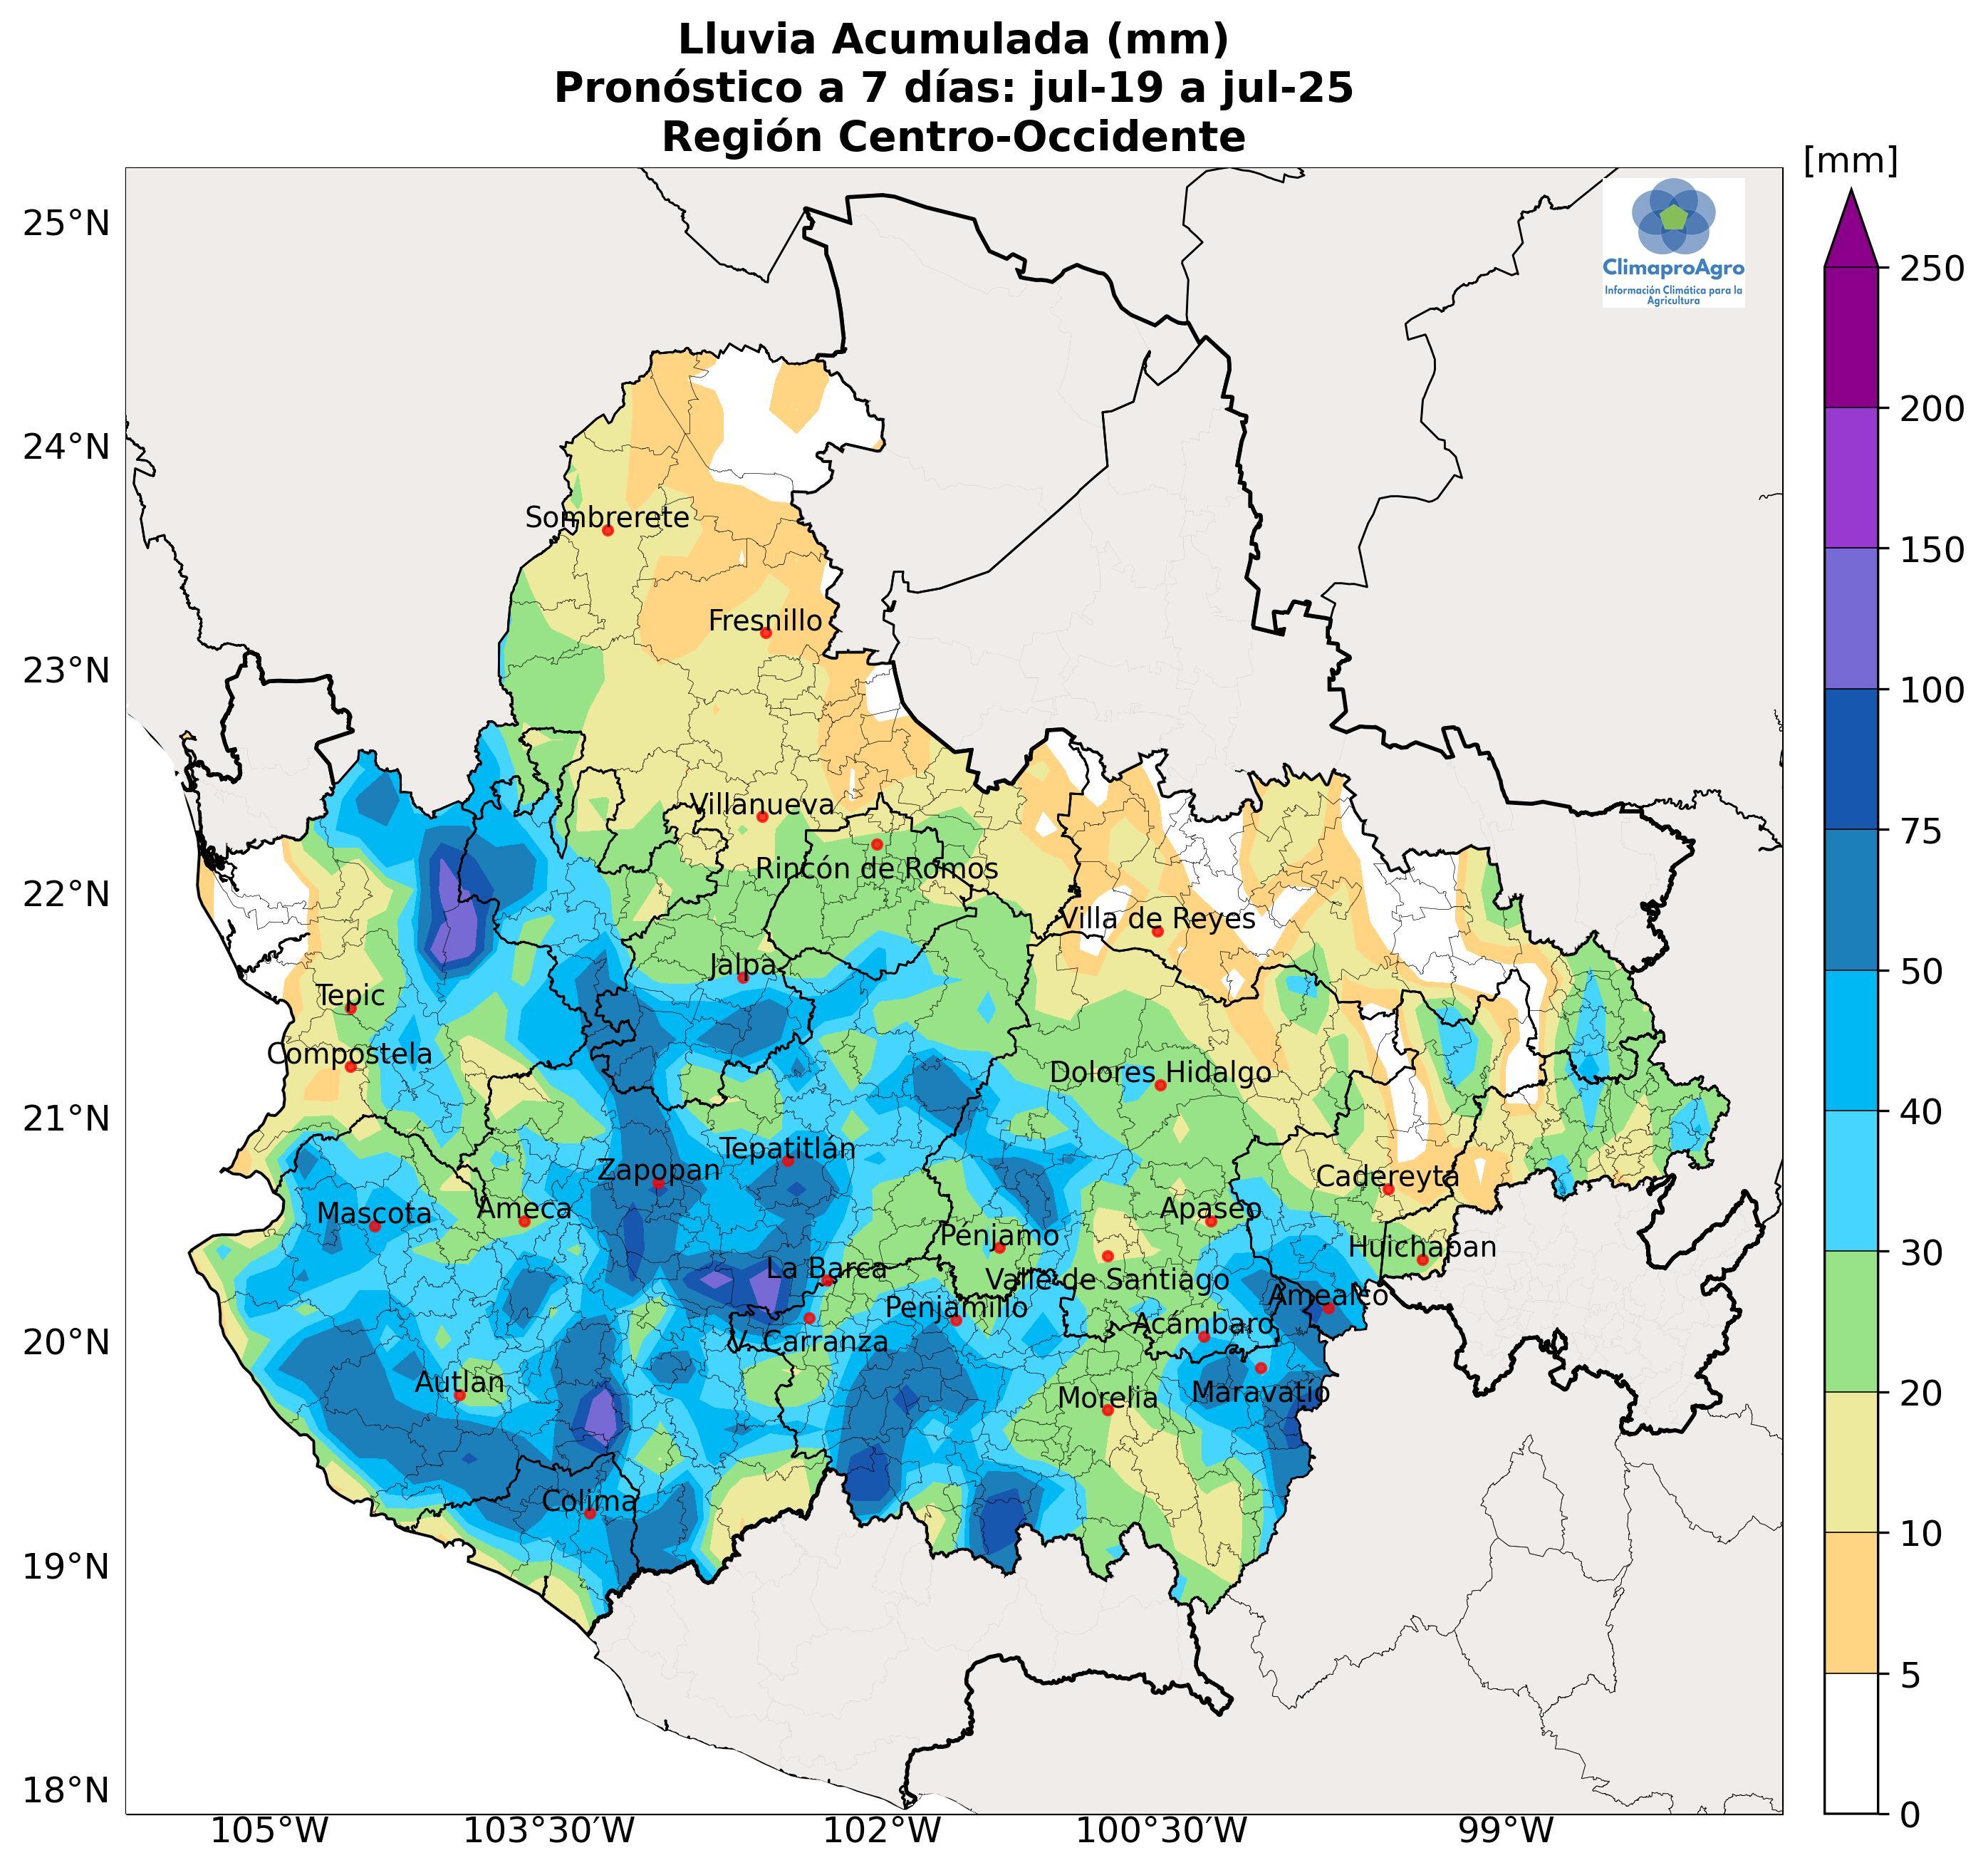 Lluvia Acumulada (mm)
Pronóstico a 7 días: jul-19 a jul-25
Región Centro-Occidente
[mm]
ClimaproAgro
Información Climática para la
Agricultura
25°N
24°N
23°N
22°N
21°N
20°N
19°N
18°N
Sombrerete
Fresnillo
Villanueva
Rincón de Romos
Villa de Reyes
Jalpa
Tepic
Compostela
Dolores Hidalgo
Tepatitlán
Zapopan
Cadereyta
Ameca
Mascota
Apaseo
Pénjamo
Huichapan
La Barca
Valle de Santiago
Amealco
Penjamillo
Acámbaro
V. Carranza
Autlan
Maravatío
Morelia
Colima
250
200
150
100
75
50
40
30
20
10
5
0
105°W
103°30'W
102°W
100°30'W
99°W